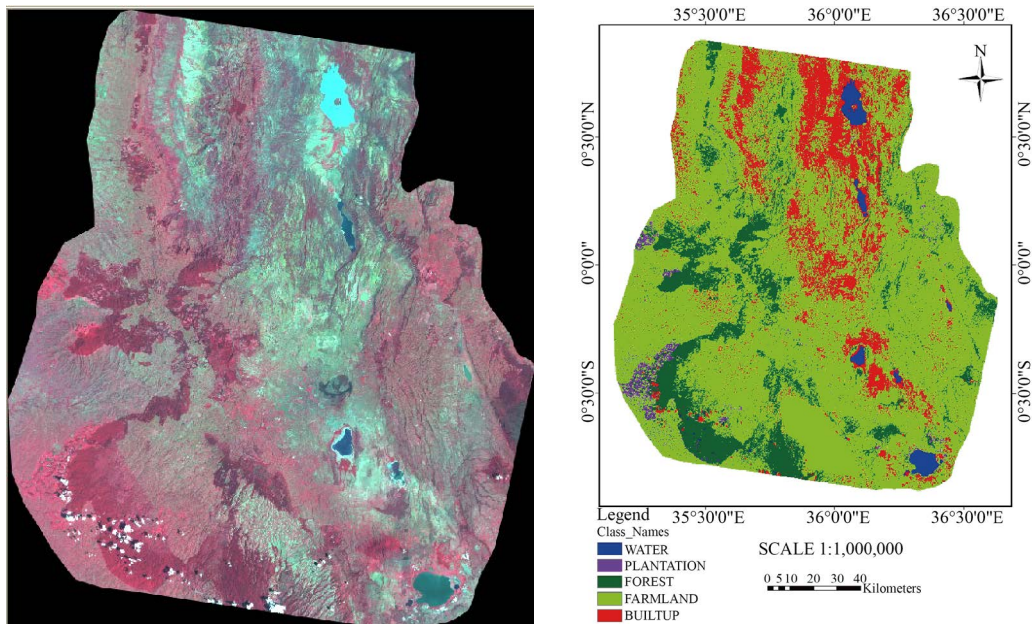 35°30'0"E 36°0'0"E 36°30'0"E
N
0°30'0"N
0°30'0"N
0°0'0"
0°0'0"
0°30'0"S
0°30'0"S
35°30'0"E 36°0'0"E 36°30'0"E
Legend
Class_Names
WATER
PLANTATION
FOREST
FARMLAND
BUILTUP
SCALE 1:1,000,000
0 5 10 20 30 40
Kilometers